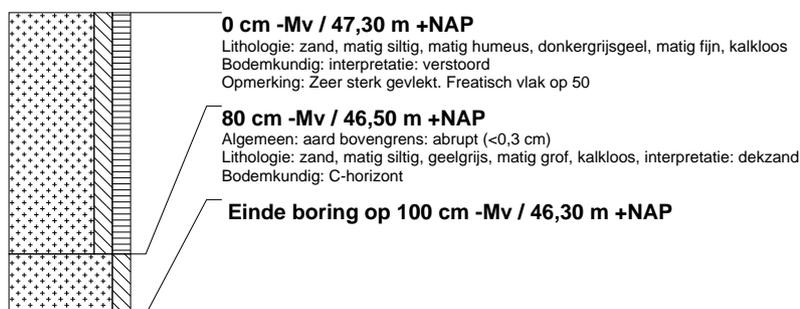 0 cm -Mv / 47,30 m +NAP
Lithologie: zand, matig siltig, matig humeus, donkergrijsgeel, matig fijn, kalkloos
Bodemkundig: interpretatie: verstoord
Opmerking: Zeer sterk gevlekt. Freatisch vlak op 50
80 cm -Mv / 46,50 m +NAP
Algemeen: aard bovengrens: abrupt (<0,3 cm)
Lithologie: zand, matig siltig, geelgrijs, matig grof, kalkloos, interpretatie: dekzand
Bodemkundig: C-horizont
Einde boring op 100 cm -Mv / 46,30 m +NAP